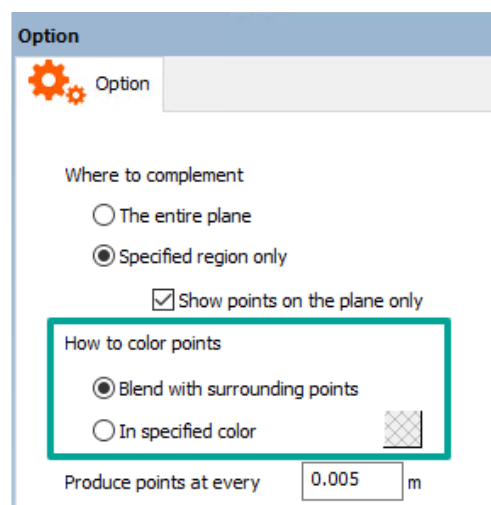 Option
Option
Where to complement
The entire plane
Specified region only
Show points on the plane only
How to color points
Blend with surrounding points
In specified color
Produce points at every 0.005 m